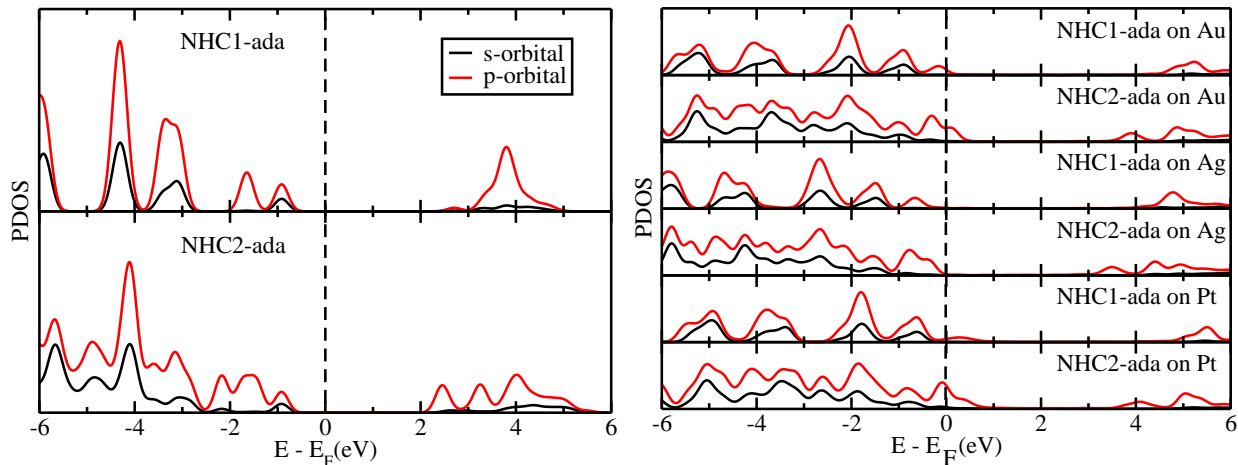 NHC1-ada
s-orbital
p-orbital
NHC2-ada
PDOS
-6 -4 -2 0 2 4 6
E - E_F(eV)
NHC1-ada on Au
NHC2-ada on Au
NHC1-ada on Ag
NHC2-ada on Ag
NHC1-ada on Pt
NHC2-ada on Pt
PDOS
-6 -4 -2 0 2 4 6
E - E_F(eV)